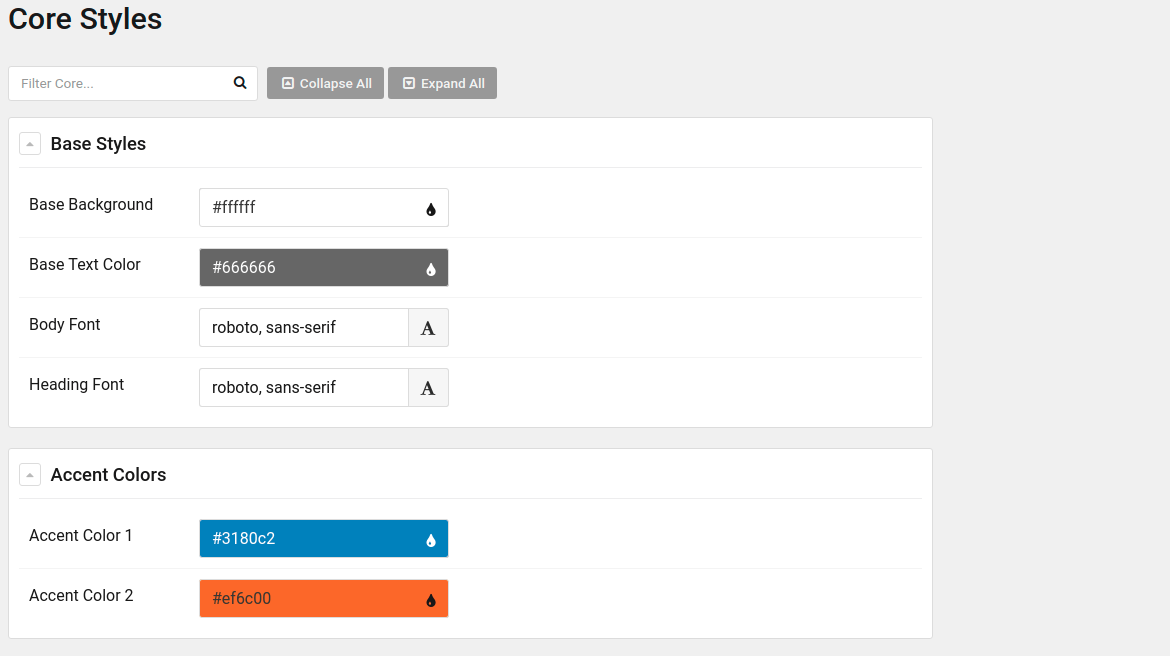 Core Styles
Filter Core...
Collapse All
Expand All
Base Styles
Base Background
#ffffff
Base Text Color
#666666
Body Font
roboto, sans-serif
A
Heading Font
roboto, sans-serif
A
Accent Colors
Accent Color 1
#3180c2
Accent Color 2
#ef6c00